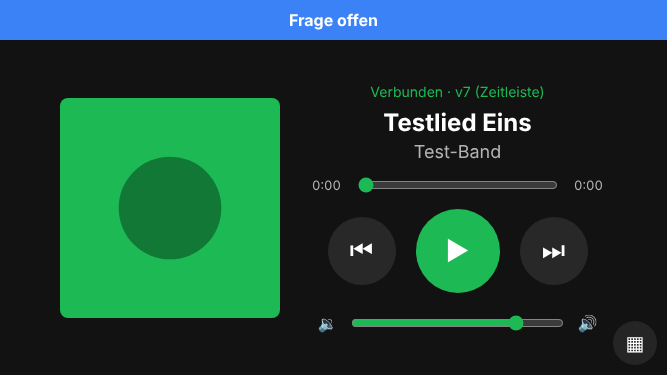 Frage offen
Verbunden · v7 (Zeitleiste)
Testlied Eins
Test-Band
0:00 0:00